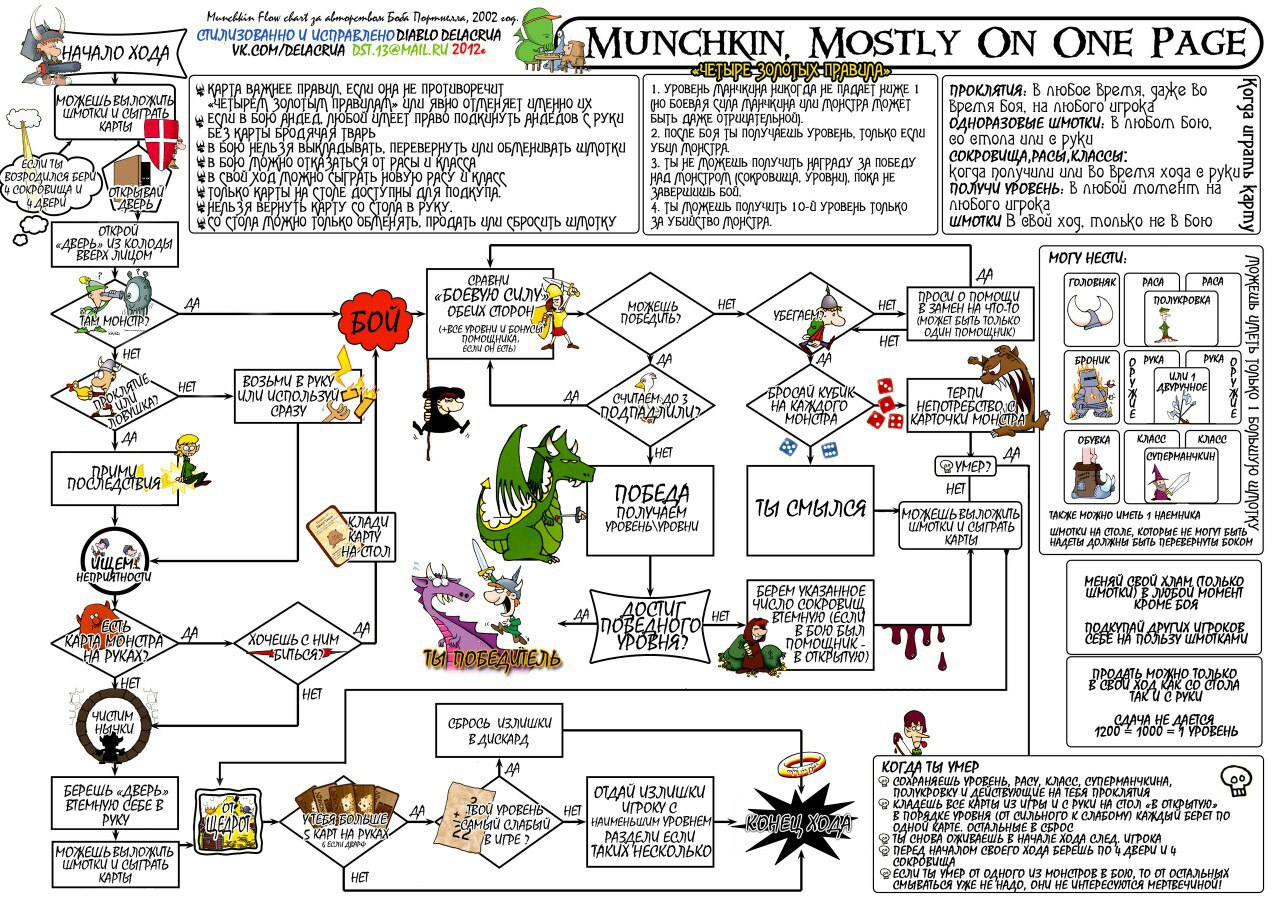 Munchkin Flow chart за авторством Боба Портнелла, 2002 год.
СТИЛИЗОВАННО И ИСПРАВЛЕНО DIABLO DELACRUA
VK.COM/DELACRUA DST.13@MAIL.RU 2012г
MUNCHKIN, MOSTLY ON ONE PAGE
НАЧАЛО ХОДА
МОЖЕШЬ ВЫЛОЖИТЬ
ШМОТКИ И СЫГРАТЬ
КАРТЫ
ЕСЛИ ТЫ
ВОЗРОДИЛСЯ БЕРИ
4 СОКРОВИЩА И
4 ДВЕРИ
ОТКРЫВАЙ
ДВЕРЬ
КАРТА ВАЖНЕЕ ПРАВИЛ, ЕСЛИ ОНА НЕ ПРОТИВОРЕЧИТ
«ЧЕТЫРЕМ ЗОЛОТЫМ ПРАВИЛАМ» ИЛИ ЯВНО ОТМЕНЯЕТ ИМЕННО ИХ
ЕСЛИ В БОЮ АНДЕД, ЛЮБОЙ ИМЕЕТ ПРАВО ПОДКИНУТЬ АНДЕДОВ С РУКИ
БЕЗ КАРТЫ БРОДЯЧАЯ ТВАРЬ
В БОЮ НЕЛЬЗЯ ВЫКЛАДЫВАТЬ, ПЕРЕВЕРНУТЬ ИЛИ ОБМЕНИВАТЬ ШМОТКИ
В БОЮ МОЖНО ОТКАЗАТЬСЯ ОТ РАСЫ И КЛАССА
В СВОЙ ХОД МОЖНО СЫГРАТЬ НОВУЮ РАСУ И КЛАСС
ТОЛЬКО КАРТЫ НА СТОЛЕ ДОСТУПНЫ ДЛЯ ПОДКУПА.
НЕЛЬЗЯ ВЕРНУТЬ КАРТУ СО СТОЛА В РУКУ.
СО СТОЛА МОЖНО ТОЛЬКО ОБМЕНЯТЬ, ПРОДАТЬ ИЛИ СБРОСИТЬ ШМОТКУ
«ЧЕТЫРЕ ЗОЛОТЫХ ПРАВИЛА»
1. УРОВЕНЬ МАНЧКИНА НИКОГДА НЕ ПАДАЕТ НИЖЕ 1
(НО БОЕВАЯ СИЛА МАНЧКИНА ИЛИ МОНСТРА МОЖЕТ
БЫТЬ ДАЖЕ ОТРИЦАТЕЛЬНОЙ).
2. ПОСЛЕ БОЯ ТЫ ПОЛУЧАЕШЬ УРОВЕНЬ, ТОЛЬКО ЕСЛИ
УБИЛ МОНСТРА.
3. ТЫ НЕ МОЖЕШЬ ПОЛУЧИТЬ НАГРАДУ ЗА ПОБЕДУ
НАД МОНСТРОМ (СОКРОВИЩА, УРОВНИ), ПОКА НЕ
ЗАВЕРШИШЬ БОЙ.
4. ТЫ МОЖЕШЬ ПОЛУЧИТЬ 10-Й УРОВЕНЬ ТОЛЬКО
ЗА УБИЙСТВО МОНСТРА.
ПРОКЛЯТИЯ: В любое время, даже во
время боя, на любого игрока
ОДНОРАЗОВЫЕ ШМОТКИ: В любом бою,
со стола или с руки
СОКРОВИЩА,РАСЫ,КЛАССЫ:
когда получили или во время хода с руки
ПОЛУЧИ УРОВЕНЬ: В любой момент на
любого игрока
ШМОТКИ В свой ход, только не в бою
Когда играть карту
ОТКРОЙ
«ДВЕРЬ» ИЗ КОЛОДЫ
ВВЕРХ ЛИЦОМ
ТАМ МОНСТР?
ДА
НЕТ
БОЙ
СРАВНИ
«БОЕВУЮ СИЛУ»
ОБЕИХ СТОРОН
(+ВСЕ УРОВНИ И БОНУСЫ
ПОМОЩНИКА,
ЕСЛИ ОН ЕСТЬ)
МОЖЕШЬ
ПОБЕДИТЬ?
НЕТ
ДА
УБЕГАЕМ?
НЕТ
НЕТ
ДА
ДА
ПРОСИ О ПОМОЩИ
В ЗАМЕН НА ЧТО-ТО
(МОЖЕТ БЫТЬ ТОЛЬКО
ОДИН ПОМОЩНИК)
ПРОКЛЯТИЕ
ИЛИ
ЛОВУШКА?
НЕТ
ДА
ВОЗЬМИ В РУКУ
ИЛИ ИСПОЛЬЗУЙ
СРАЗУ
СЧИТАЕМ ДО 3
ПОДПАДЛИЛИ?
ДА
НЕТ
БРОСАЙ КУБИК
НА КАЖДОГО
МОНСТРА
ТЕРПИ
НЕПОТРЕБСТВО С
КАРТОЧКИ МОНСТРА
УМЕР?
ДА
НЕТ
ПРИМИ
ПОСЛЕДСТВИЯ
ПОБЕДА
ПОЛУЧАЕМ
УРОВЕНЬ\УРОВНИ
ТЫ СМЫЛСЯ
МОЖЕШЬ ВЫЛОЖИТЬ
ШМОТКИ И СЫГРАТЬ
КАРТЫ
КЛАДИ
КАРТУ
НА СТОЛ
ИЩЕМ
НЕПРИЯТНОСТИ
ЕСТЬ
КАРТА МОНСТРА
НА РУКАХ?
ДА
НЕТ
ХОЧЕШЬ С НИМ
БИТЬСЯ?
ДА
НЕТ
ТЫ ПОБЕДИТЕЛЬ
ДА
ДОСТИГ
ПОБЕДНОГО
УРОВНЯ?
НЕТ
БЕРЕМ УКАЗАННОЕ
ЧИСЛО СОКРОВИЩ
ВТЕМНУЮ (ЕСЛИ
В БОЮ БЫЛ
ПОМОЩНИК -
В ОТКРЫТУЮ)
ЧИСТИМ
НЫЧКИ
БЕРЕШЬ «ДВЕРЬ»
ВТЕМНУЮ СЕБЕ В
РУКУ
МОЖЕШЬ ВЫЛОЖИТЬ
ШМОТКИ И СЫГРАТЬ
КАРТЫ
ОТ
ЩЕДРОТ
У ТЕБЯ БОЛЬШЕ
5 КАРТ НА РУКАХ
6 ЕСЛИ ДВАРФ
ДА
НЕТ
СБРОСЬ ИЗЛИШКИ
В ДИСКАРД
ДА
ТВОЙ УРОВЕНЬ
САМЫЙ СЛАБЫЙ
В ИГРЕ?
НЕТ
ОТДАЙ ИЗЛИШКИ
ИГРОКУ С
НАИМЕНЬШИМ УРОВНЕМ
РАЗДЕЛИ ЕСЛИ
ТАКИХ НЕСКОЛЬКО
КОНЕЦ ХОДА
МОГУ НЕСТИ:
ГОЛОВНЯК
РАСА
РАСА
ПОЛУКРОВКА
БРОНИК
РУКА
РУКА
ОРУЖИЕ
ИЛИ 1
ДВУРУЧНОЕ
ОРУЖИЕ
ОБУВКА
КЛАСС
КЛАСС
СУПЕРМАНЧКИН
ТАКЖЕ МОЖНО ИМЕТЬ 1 НАЕМНИКА
ШМОТКИ НА СТОЛЕ, КОТОРЫЕ НЕ МОГУТ БЫТЬ
НАДЕТЫ ДОЛЖНЫ БЫТЬ ПЕРЕВЕРНУТЫ БОКОМ
МОЖЕШЬ ИМЕТЬ ТОЛЬКО 1 БОЛЬШУЮ ШМОТКУ
МЕНЯЙ СВОЙ ХЛАМ (ТОЛЬКО
ШМОТКИ) В ЛЮБОЙ МОМЕНТ
КРОМЕ БОЯ
ПОДКУПАЙ ДРУГИХ ИГРОКОВ
СЕБЕ НА ПОЛЬЗУ ШМОТКАМИ
ПРОДАТЬ МОЖНО ТОЛЬКО
В СВОЙ ХОД КАК СО СТОЛА
ТАК И С РУКИ
СДАЧА НЕ ДАЕТСЯ
1200 = 1000 = 1 УРОВЕНЬ
КОГДА ТЫ УМЕР
СОХРАНЯЕШЬ УРОВЕНЬ, РАСУ, КЛАСС, СУПЕРМАНЧКИНА,
ПОЛУКРОВКУ И ДЕЙСТВУЮЩИЕ НА ТЕБЯ ПРОКЛЯТИЯ
КЛАДЕШЬ ВСЕ КАРТЫ ИЗ ИГРЫ И С РУКИ НА СТОЛ «В ОТКРЫТУЮ»
В ПОРЯДКЕ УРОВНЯ (ОТ СИЛЬНОГО К СЛАБОМУ) КАЖДЫЙ БЕРЕТ ПО
ОДНОЙ КАРТЕ. ОСТАЛЬНЫЕ В СБРОС
ТЫ СНОВА ОЖИВАЕШЬ В НАЧАЛЕ ХОДА СЛЕД. ИГРОКА
ПЕРЕД НАЧАЛОМ СВОЕГО ХОДА БЕРЕШЬ ПО 4 ДВЕРИ И 4
СОКРОВИЩА
ЕСЛИ ТЫ УМЕР ОТ ОДНОГО ИЗ МОНСТРОВ В БОЮ, ТО ОТ ОСТАЛЬНЫХ
СМЫВАТЬСЯ УЖЕ НЕ НАДО, ОНИ НЕ ИНТЕРЕСУЮТСЯ МЕРТВЕЧИНОЙ!